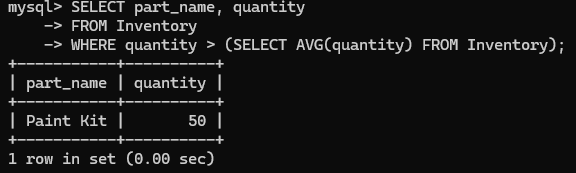 mysql> SELECT part_name, quantity
    -> FROM Inventory
    -> WHERE quantity > (SELECT AVG(quantity) FROM Inventory);
+-----------+----------+
| part_name | quantity |
+-----------+----------+
| Paint Kit |       50 |
+-----------+----------+
1 row in set (0.00 sec)